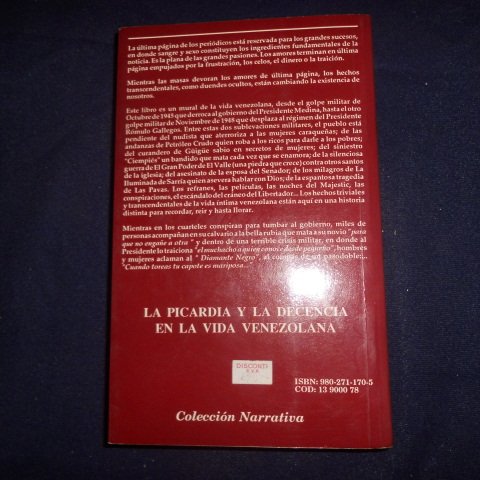 La última página de los periódicos está reservada para los grandes sucesos,
en donde sangre y sexo constituyen los ingredientes fundamentales de la
noticia. Es la plana de las grandes pasiones. Los amores terminan en última
página empujados por la frustración, los celos, el dinero o la traición.
Mientras las masas devoran los amores de última página, los hechos
transcendentales, como duendes ocultos, están cambiando la existencia de
nosotros.
Este libro es un mural de la vida venezolana, desde el golpe militar de
Octubre de 1945 que derroca al gobierno del Presidente Medina, hasta el otro
golpe militar de Noviembre de 1948 que desplaza al régimen del Presidente
Rómulo Gallegos. Entre estas dos sublevaciones militares, el pueblo está
pendiente del nudista que aterroriza a las mujeres caraqueñas; de las
andanzas de Petróleo Crudo quien roba a los ricos para darle a los pobres;
del curandero de Güigüe sabio en secretos de mujeres; del siniestro
"Ciempiés" un bandido que mata cada vez que se enamora; de la silenciosa
guerra de El Gran Poder de El Valle (una piedra que crece) contra otros santos
de la iglesia; del asesinato de la esposa del Senador; de los milagros de La
Iluminada de Sarría quien asevera hablar con Dios; de la espantosa tragedia
de Las Pavas. Los refranes, las películas, las noches del Majestic, las
conspiraciones, el escándalo del cráneo del Libertador... Los hechos triviales
y transcendentales de la vida íntima venezolana están aquí en una historia
distinta para recordar, reir y hasta llorar.
Mientras en los cuarteles conspiran para tumbar al gobierno, miles de
personas acompañan en su calvario a la bella rubia que mata a su novio "para
que no engañe a otra" y dentro de una terrible crisis militar, en donde al
Presidente la traiciona "el muchacho a quien conocí desde pequeño", hombres
y mujeres aclaman al "Diamante Negro", al compás de un pasodoble:...
"Cuando toreas tu capote es mariposa..."
LA PICARDIA Y LA DECENCIA
EN LA VIDA VENEZOLANA
DISCONTI
ISBN: 980-271-170-5
COD: 13 9000 78
Colección Narrativa